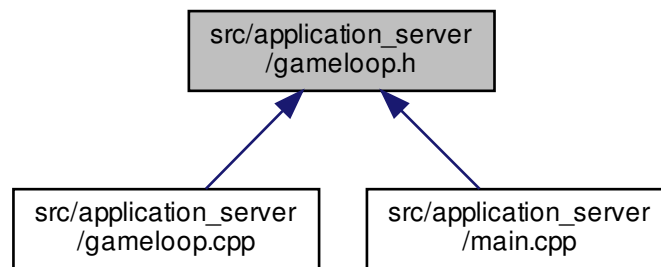 src/application_server
/gameloop.h
src/application_server
/gameloop.cpp
src/application_server
/main.cpp